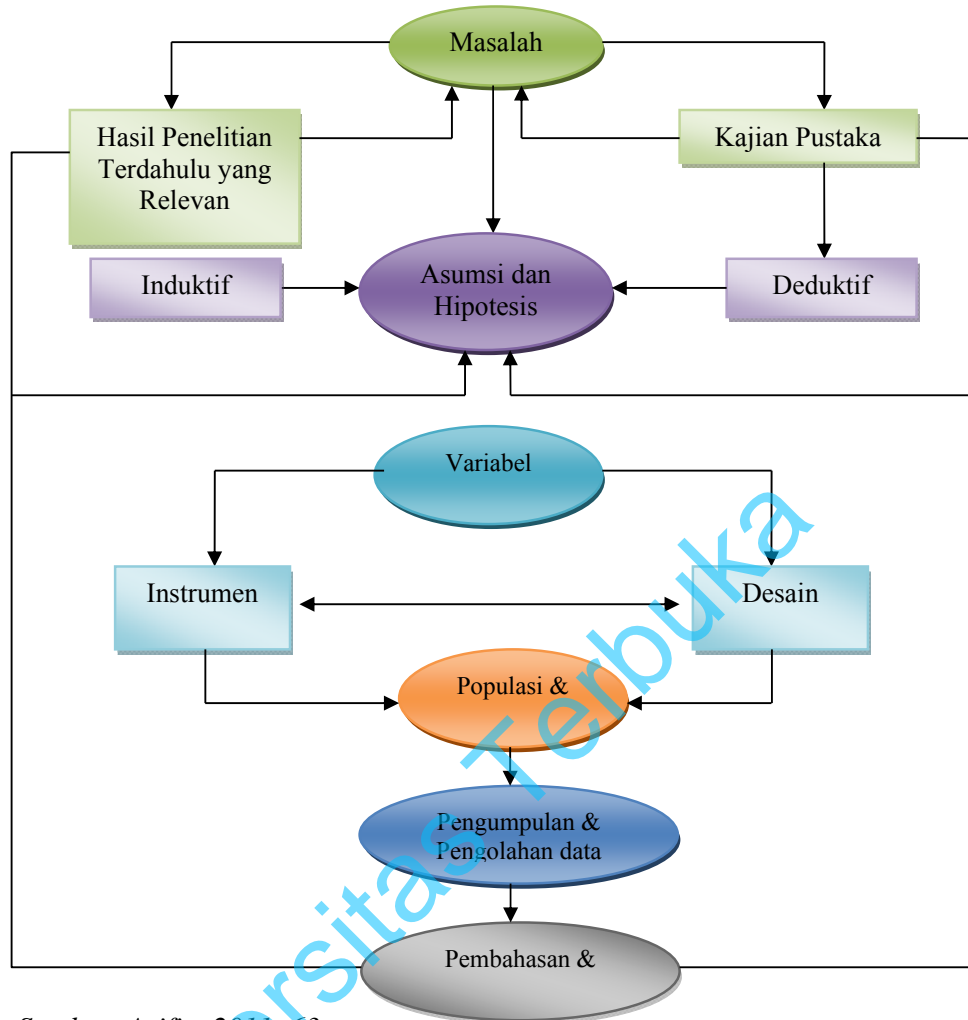 Masalah
Hasil Penelitian
Terdahulu yang
Relevan
Kajian Pustaka
Induktif
Asumsi dan
Hipotesis
Deduktif
Variabel
Instrumen
Desain
Populasi &
Pengumpulan &
Pengolahan data
Pembahasan &
Terbuka